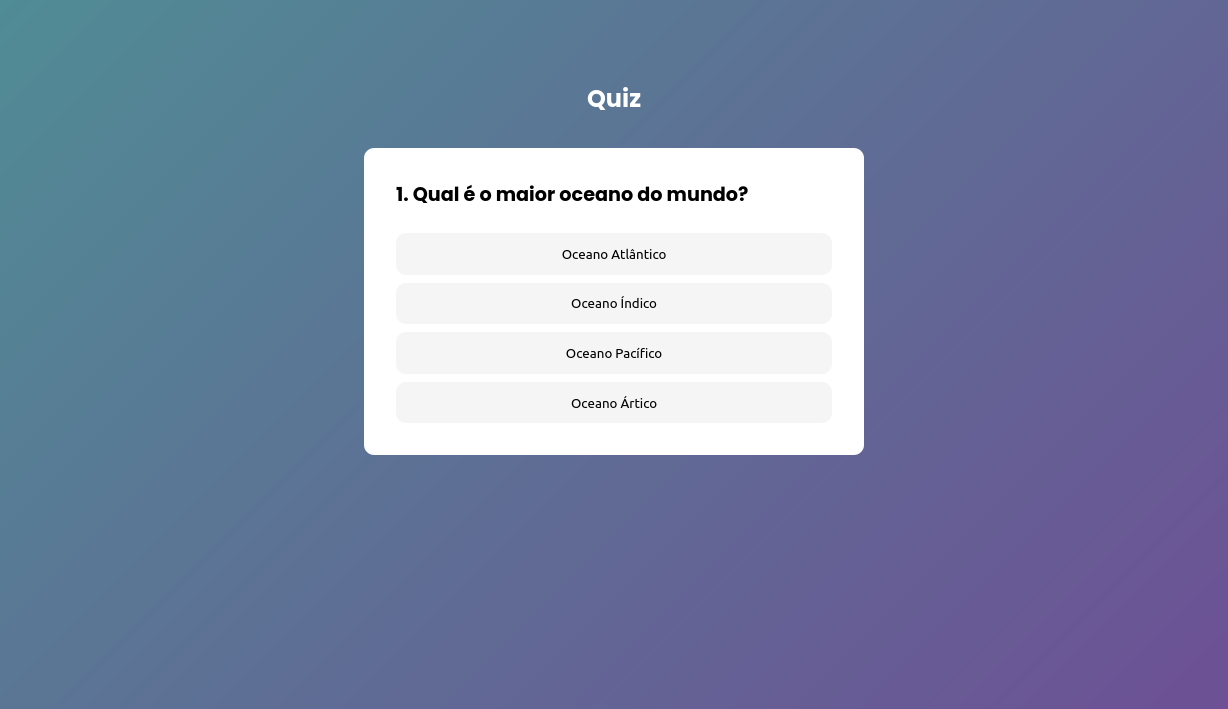 Quiz
1. Qual é o maior oceano do mundo?
Oceano Atlântico
Oceano Índico
Oceano Pacífico
Oceano Ártico